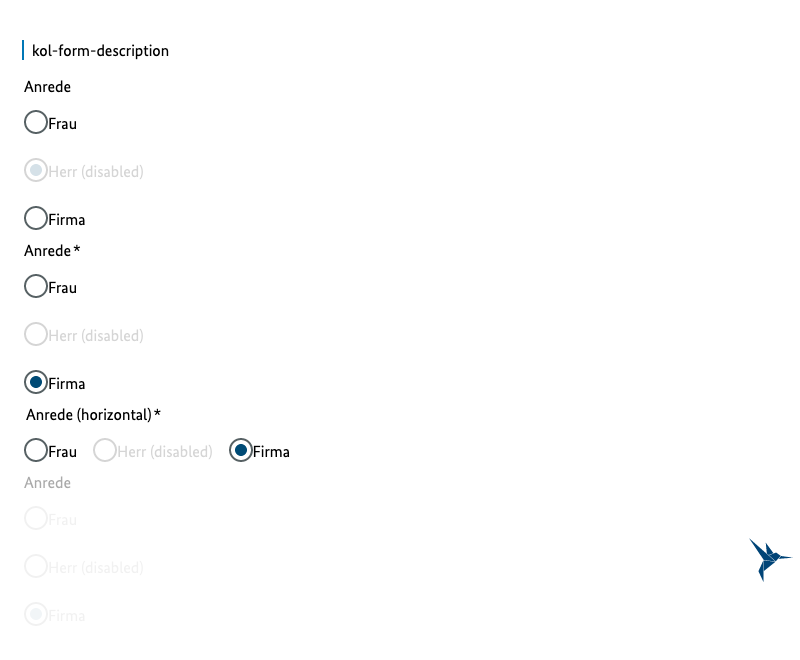 kol-form-description
Anrede
Frau
Herr (disabled)
Firma
Anrede*
Frau
Herr (disabled)
Firma
Anrede (horizontal)*
Frau Herr (disabled) Firma
Anrede
Frau
Herr (disabled)
Firma